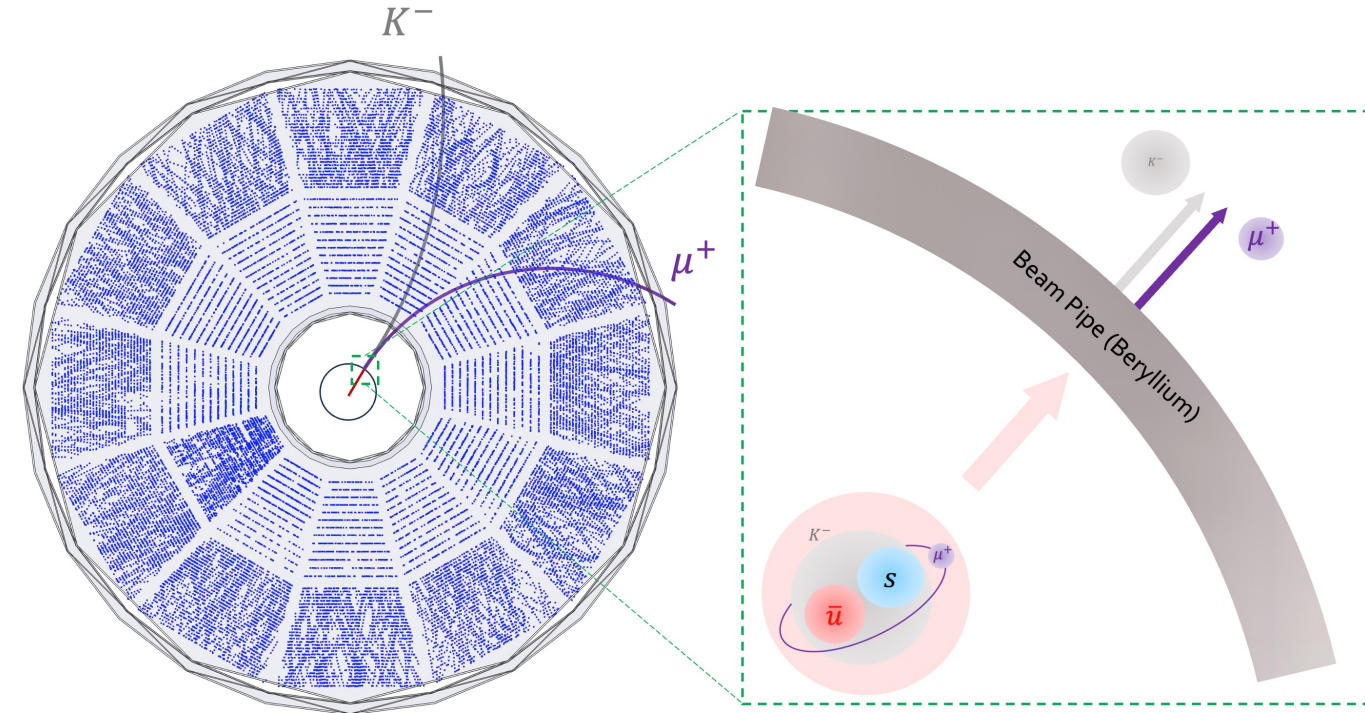 K⁻
μ⁺
K⁻
μ⁺
Beam Pipe (Beryllium)
K⁻
μ⁺
s
ū